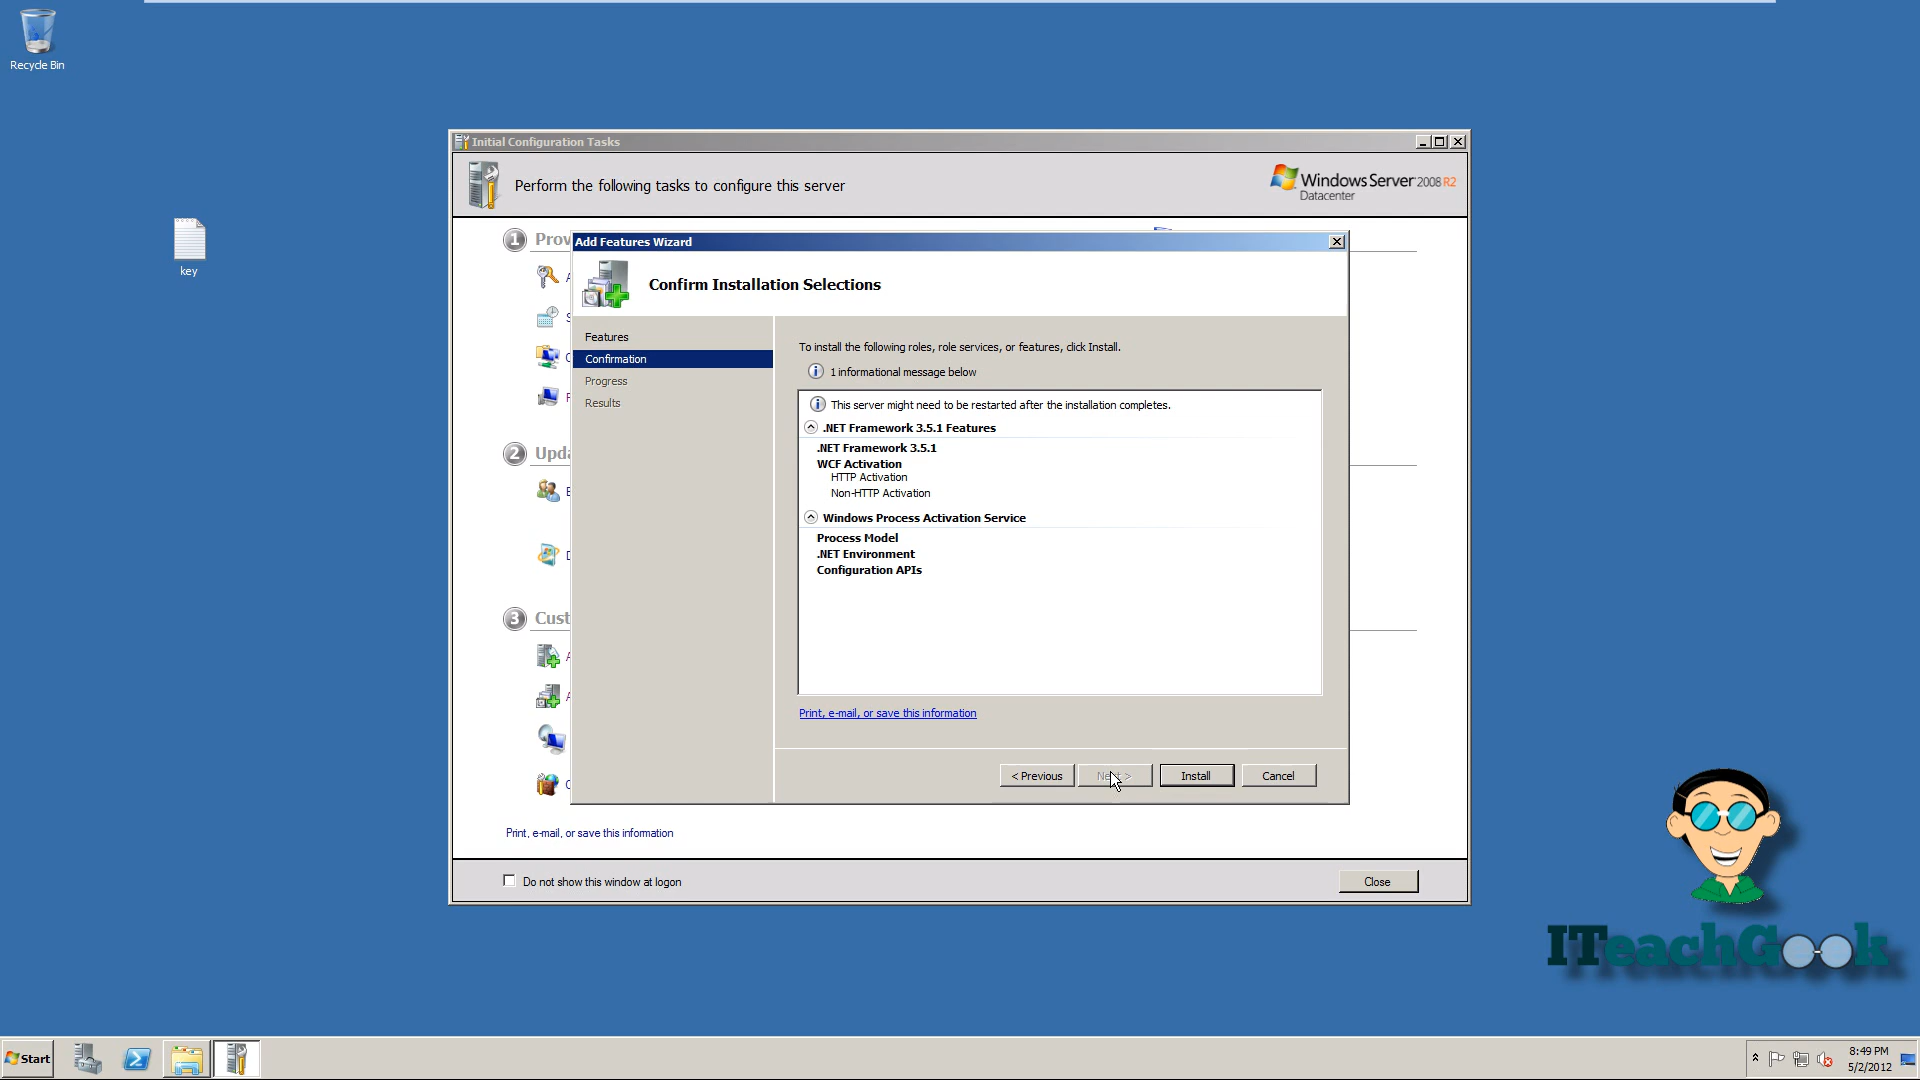 Recycle Bin
key
Initial Configuration Tasks
Perform the following tasks to configure this server
Windows Server 2008 R2
Datacenter
1
Add Features Wizard
Confirm Installation Selections
Features
Confirmation
Progress
Results
To install the following roles, role services, or features, click Install.
1 informational message below
This server might need to be restarted after the installation completes.
.NET Framework 3.5.1 Features
.NET Framework 3.5.1
WCF Activation
HTTP Activation
Non-HTTP Activation
Windows Process Activation Service
Process Model
.NET Environment
Configuration APIs
Print, e-mail, or save this information
< Previous
Install
Cancel
2
3
Print, e-mail, or save this information
Do not show this window at logon
Close
ITeachGeek
Start
8:49 PM
5/2/2012